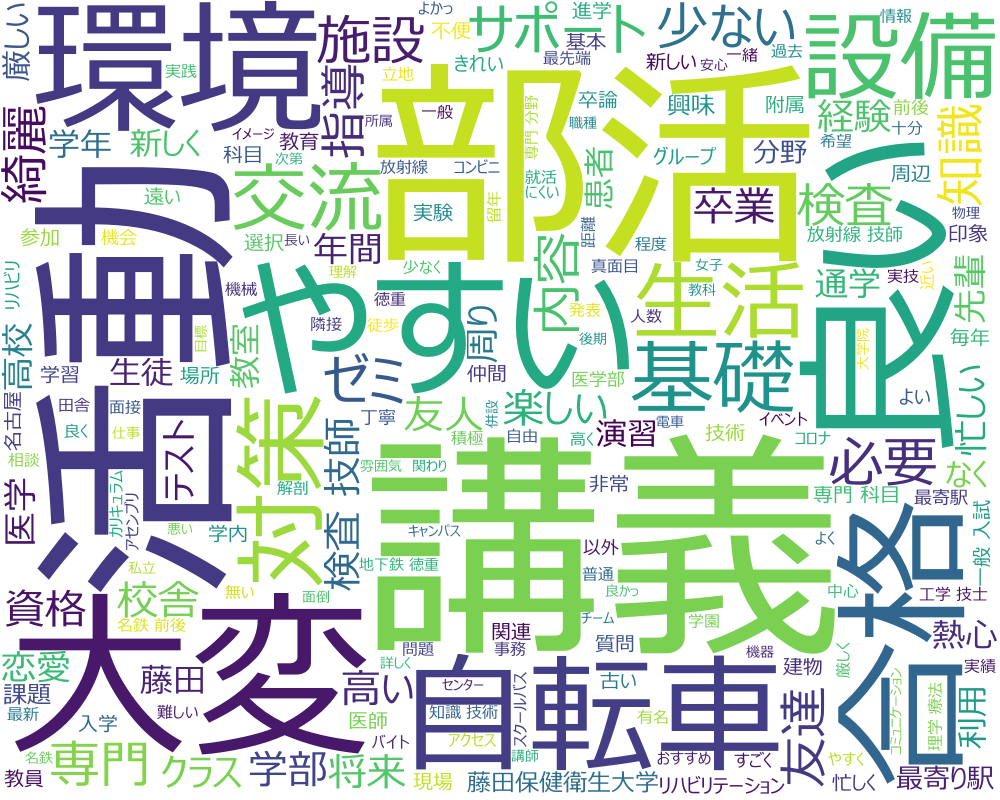 厳しい
環境
よかっ
不便
サポート
進学
基本
少ない
情報
設備
実践
施設
立地
きれい
最先端
新しい
安心
一緒
過去
綺麗
学年
新しく
イメージ
所属
教育
指導
一般
部活
卒論
職種
専門 分野
興味
附属
経験
前後
十分
希望
知識
科目
次第
放射線
コンビニ
就活
にくい
患者
グループ
分野
周辺
遠い
交流
実験
留年
卒業
検査
物理
参加
機会
選択
長い
年間
距離
程度
放射線 技師
印象
リハビリ
活動
機械
理解
少なく
やすい
内容
真面目
女子
生活
通学
実技
近い
先輩
良い
徳重
隣接
徒歩
周り
発表
後期
教科
人数
毎年
目標
教室
名古屋
高校
学習
生徒
場所
ゼミ
仲間
医学部
基礎
大学院
よい
忙しい
田舎
面接
良く
仕事
対策
丁寧
友人
楽しい
併設
電車
イベント
積極
自由
高く
演習
技術
コロナ
必要
なく
相談
テスト
検査 技師
雰囲気
関わり
講義
非常
専門 科目
最寄駅
医学
カリキュラム
アセンブリ
解剖
悪い
学内
キャンパス
以外
よく
合格
一般 入試
私立
無い
地下鉄 徳重
普通
良かっ
中心
工学 技士
資格
校舎
面倒
名鉄 前後
大変
チーム
学園
関連
事務
質問
熱心
恋愛
藤田
問題
詳しく
自転車
機器
建物
厳しく
実績
課題
高い
センター
古い
友達
コミュニケーション
理学 療法
利用
最新
入学
難しい
医師
知識 技術
スクールバス
有名
名鉄
専門
バイト
アクセス
講師
おすすめ
すごく
やすく
教員
クラス
学部
将来
現場
藤田保健衛生大学
リハビリテーション
忙しく
最寄り駅